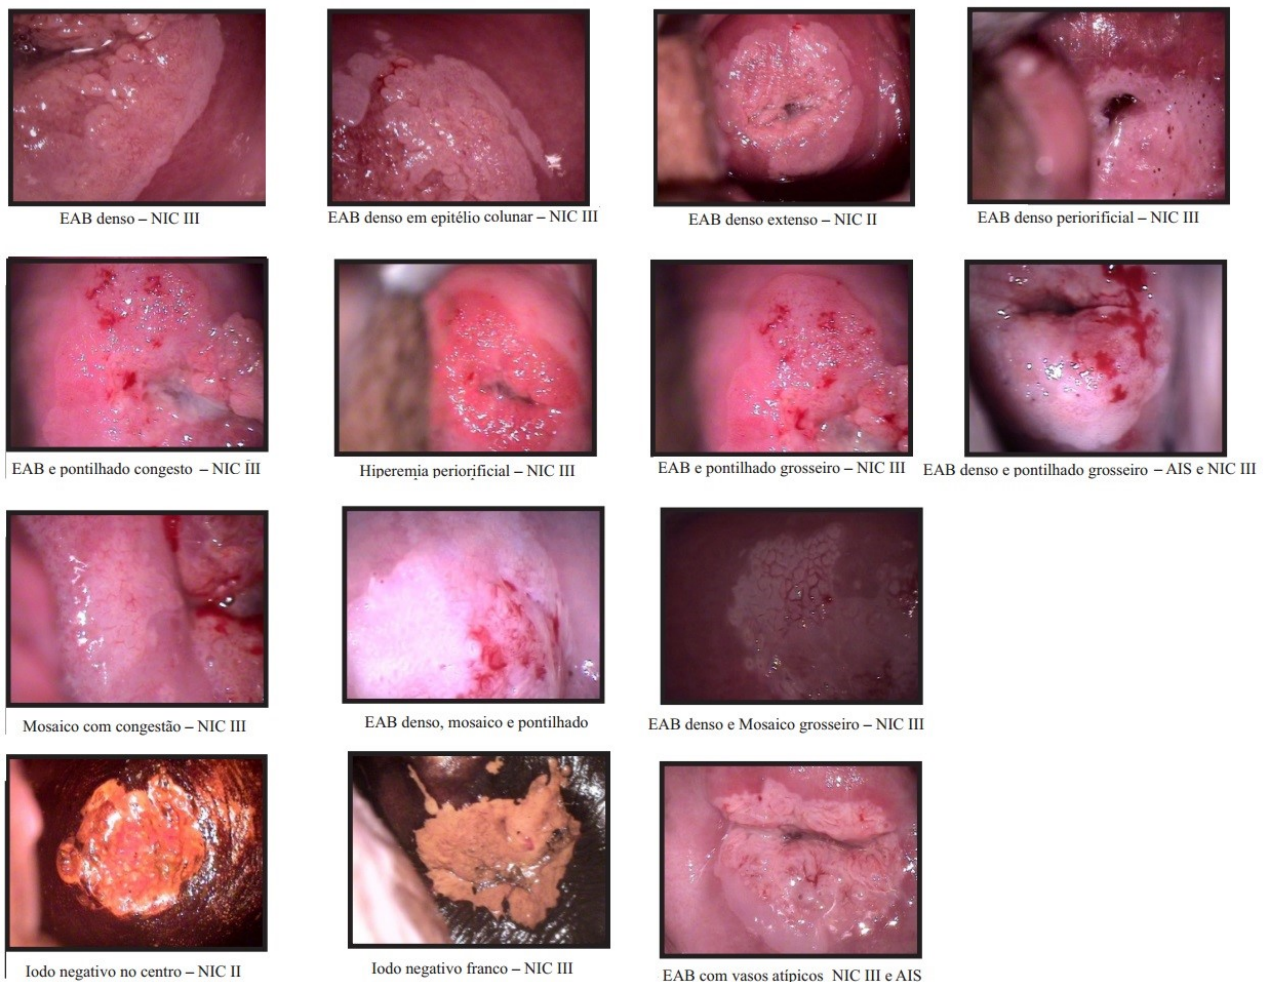 EAB denso – NIC III
EAB denso em epitélio colunar – NIC III
EAB denso extenso – NIC II
EAB denso periorificial – NIC III
EAB e pontilhado congesto – NIC III
Hiperemia periorificial – NIC III
EAB e pontilhado grosseiro – NIC III
EAB denso e pontilhado grosseiro – AIS e NIC III
Mosaico com congestão – NIC III
EAB denso, mosaico e pontilhado
EAB denso e Mosaico grosseiro – NIC III
Iodo negativo no centro – NIC II
Iodo negativo franco – NIC III
EAB com vasos atípicos NIC III e AIS